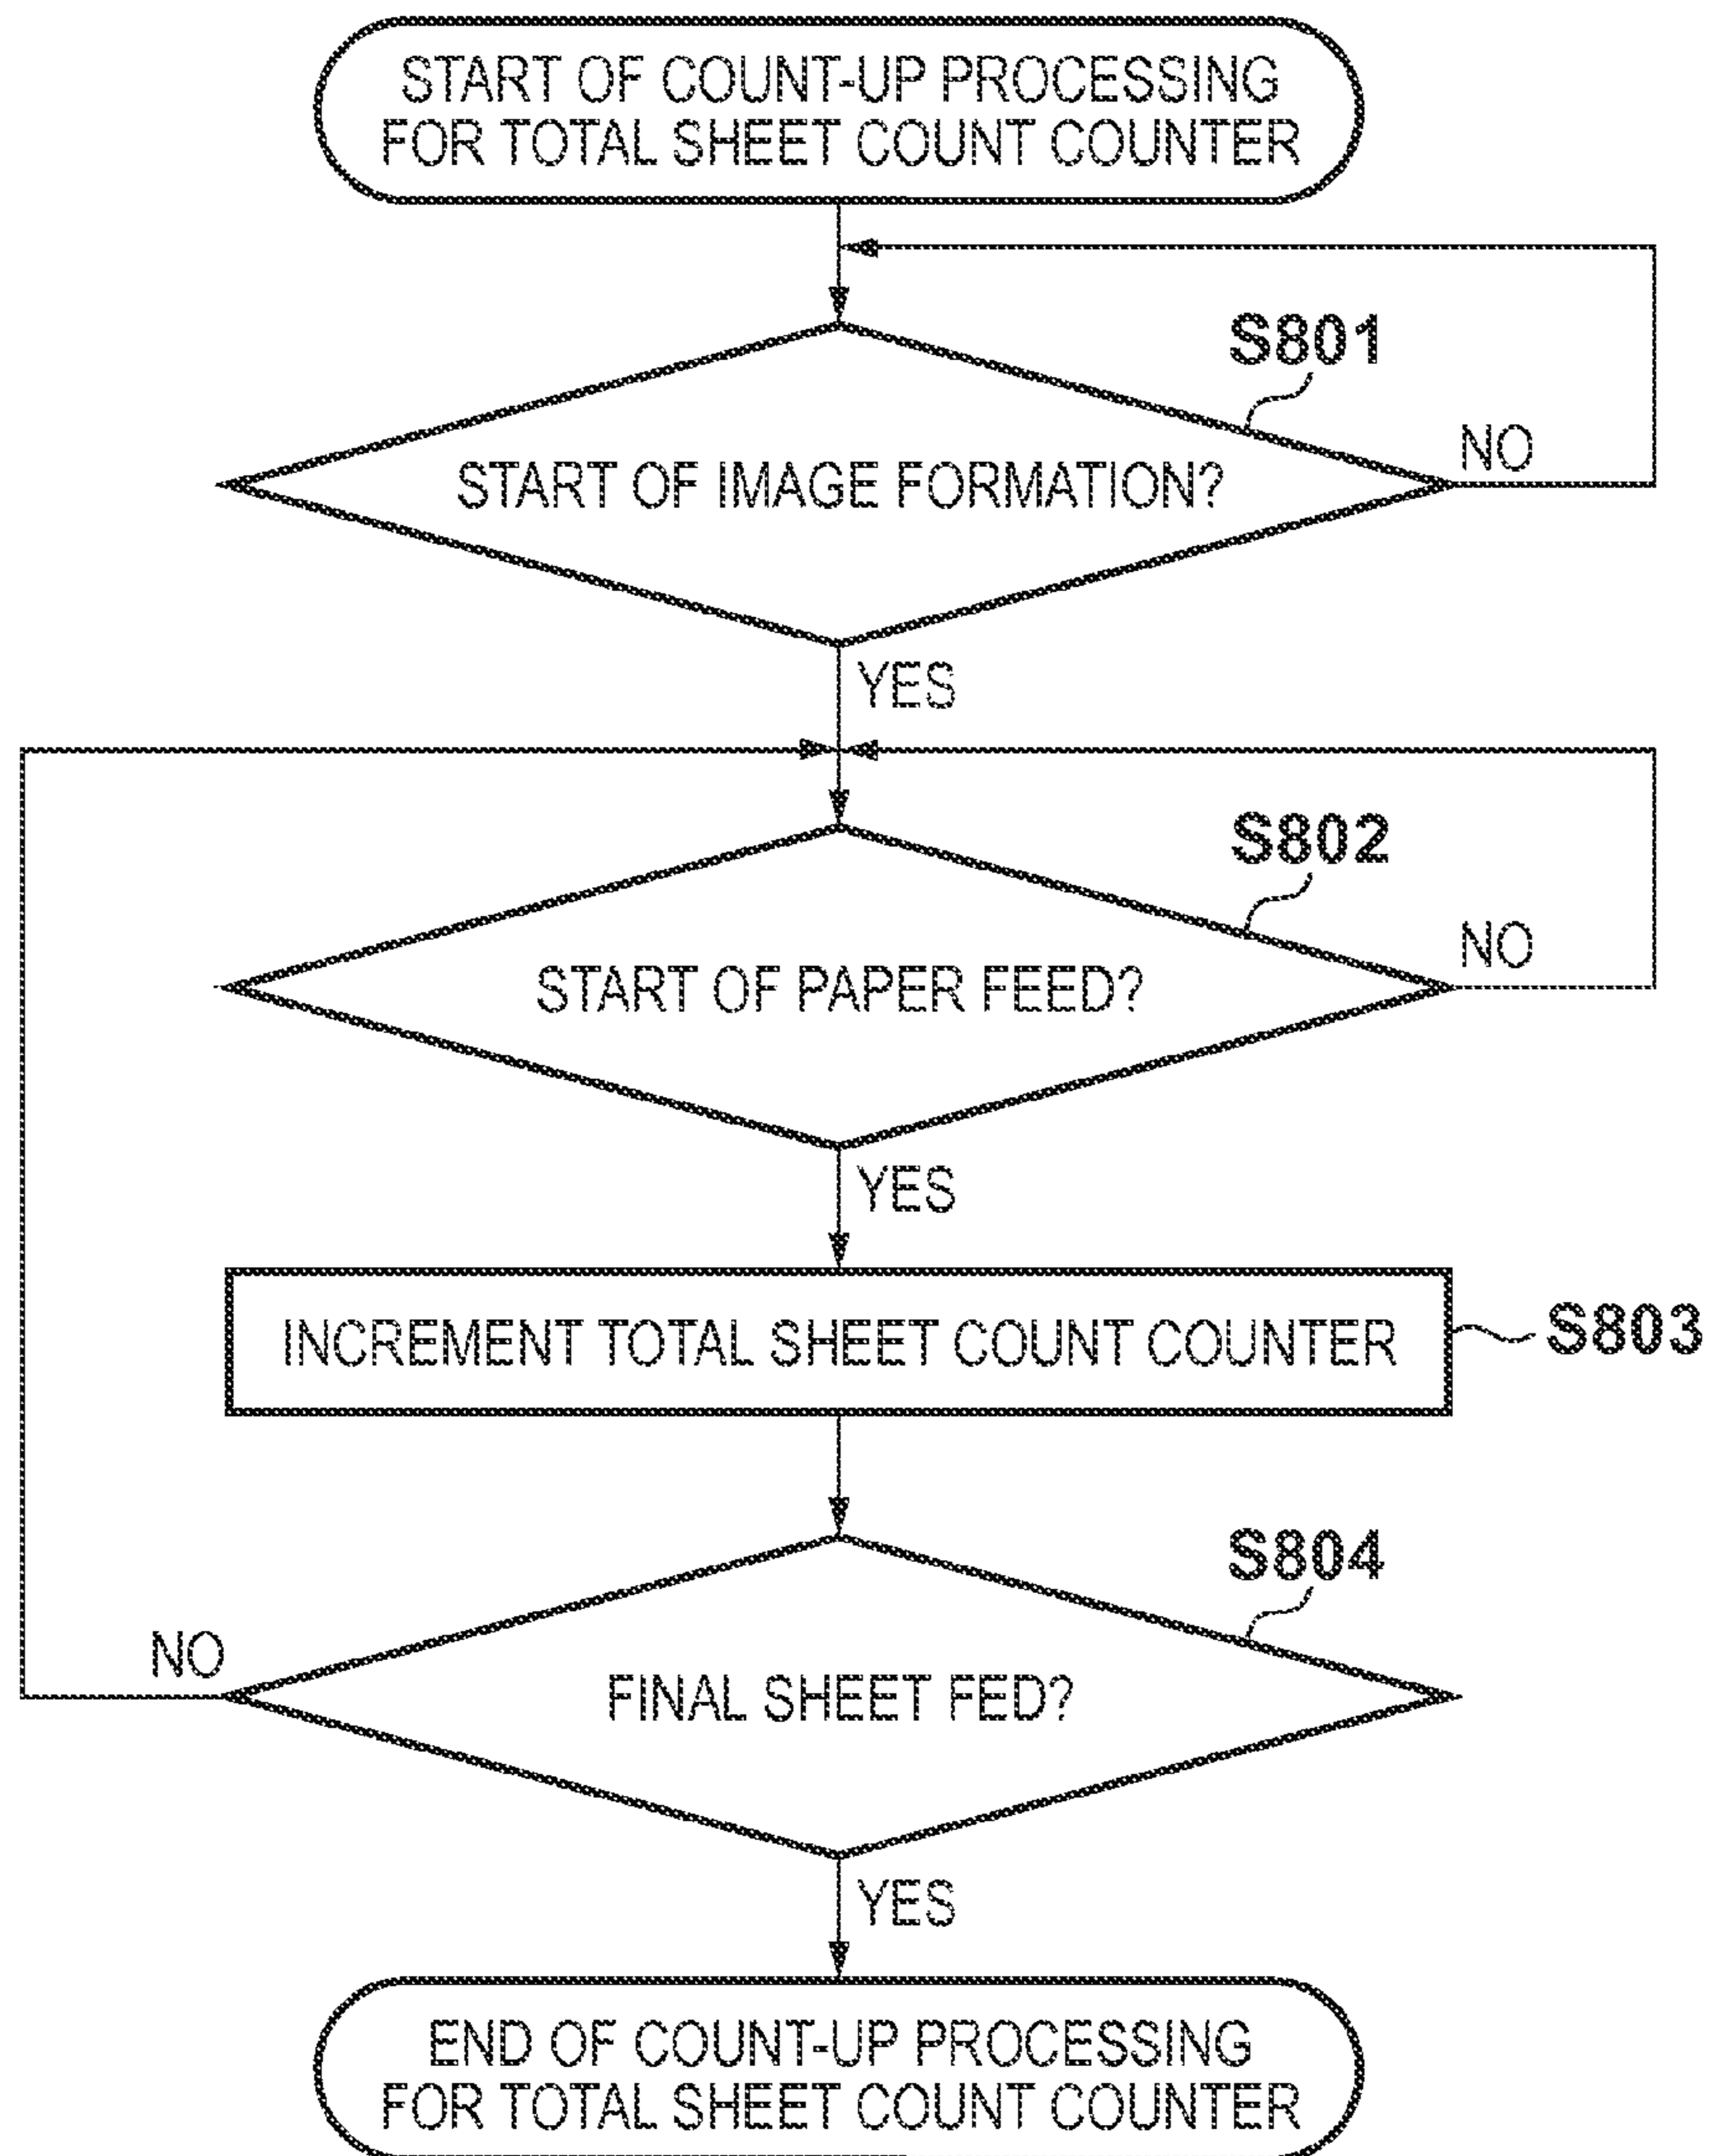 START OF COUNT-UP PROCESSING
FOR TOTAL SHEET COUNT COUNTER
S801
START OF IMAGE FORMATION?
NO
YES
S802
START OF PAPER FEED?
NO
YES
INCREMENT TOTAL SHEET COUNT COUNTER
S803
S804
NO
FINAL SHEET FED?
YES
END OF COUNT-UP PROCESSING
FOR TOTAL SHEET COUNT COUNTER